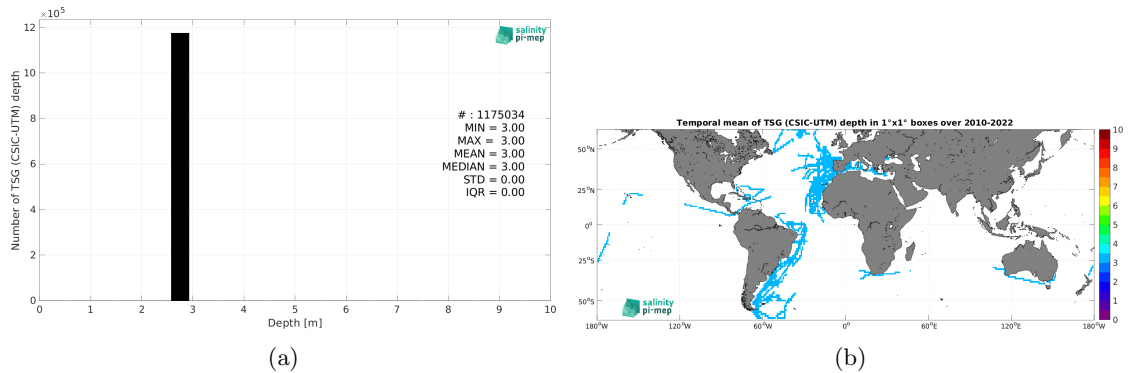 ×10⁵
12
10
8
6
4
2
0
Number of TSG (CSIC-UTM) depth
0 1 2 3 4 5 6 7 8 9 10
Depth [m]
salinity
pi-mep
# : 1175034
MIN = 3.00
MAX = 3.00
MEAN = 3.00
MEDIAN = 3.00
STD = 0.00
IQR = 0.00
(a)
Temporal mean of TSG (CSIC-UTM) depth in 1°x1° boxes over 2010-2022
50°N
25°N
0°
25°S
50°S
180°W 120°W 60°W 0° 60°E 120°E 180°W
salinity
pi-mep
10
9
8
7
6
5
4
3
2
1
0
(b)